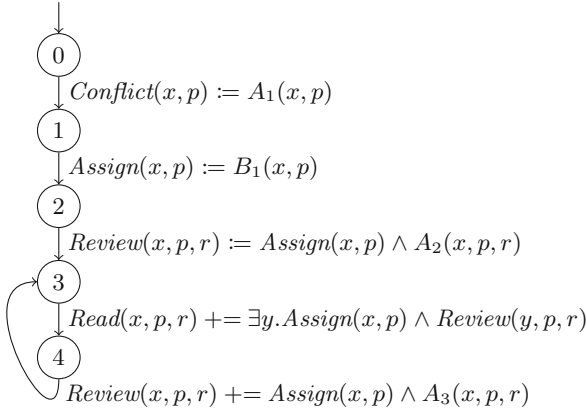 0
Conflict(x, p) := A₁(x, p)
1
Assign(x, p) := B₁(x, p)
2
Review(x, p, r) := Assign(x, p) ∧ A₂(x, p, r)
3
Read(x, p, r) += ∃y.Assign(x, p) ∧ Review(y, p, r)
4
Review(x, p, r) += Assign(x, p) ∧ A₃(x, p, r)